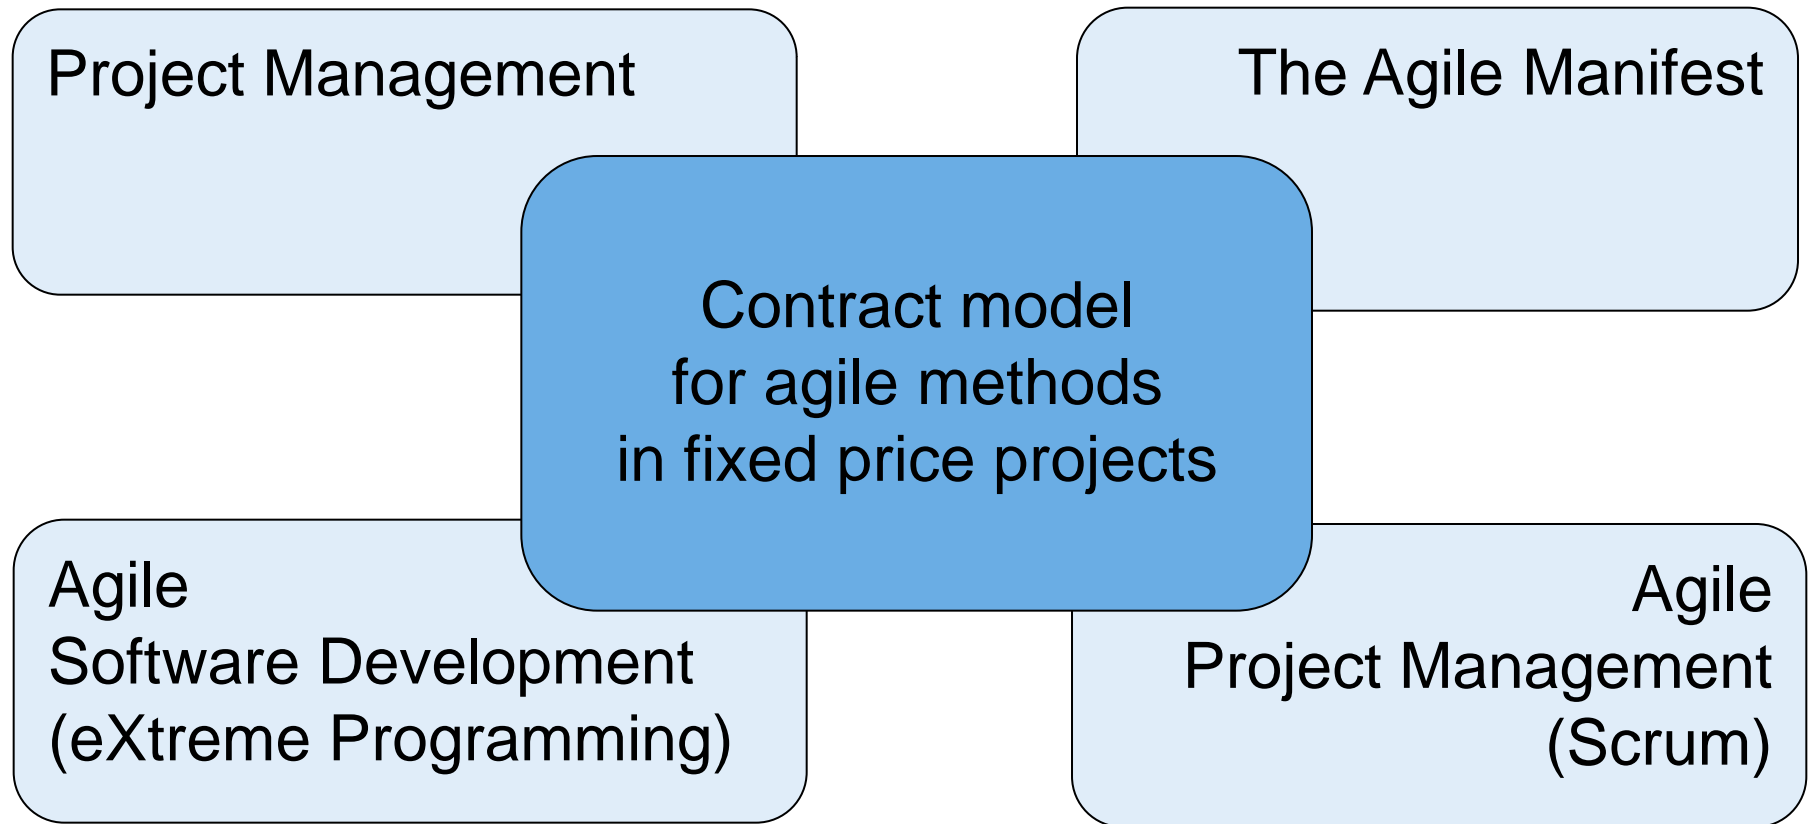 Project Management
The Agile Manifest
Contract model
for agile methods
in fixed price projects
Agile
Software Development
(eXtreme Programming)
Agile
Project Management
(Scrum)